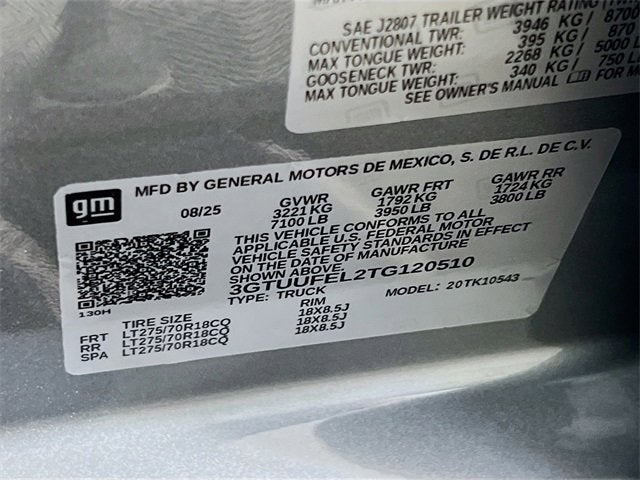 SAE J2807 TRAILER WEIGHT RATING
CONVENTIONAL TWR: 3946 KG / 8700
MAX TONGUE WEIGHT: 395 KG / 870
GOOSENECK TWR: 2268 KG / 5000 LB
MAX TONGUE WEIGHT: 340 KG / 750 LB
SEE OWNER'S MANUAL FOR
gm
MFD BY GENERAL MOTORS DE MEXICO, S. DE R.L. DE C.V.
08/25 GVWR GAWR FRT GAWR RR
3221 KG 1792 KG 1724 KG
7100 LB 3950 LB 3800 LB
THIS VEHICLE CONFORMS TO ALL
APPLICABLE U.S. FEDERAL MOTOR
VEHICLE SAFETY STANDARDS IN EFFECT
ON THE DATE OF MANUFACTURE
SHOWN ABOVE.
3GTUUFEL2TG120510
TYPE: TRUCK MODEL: 20TK10543
130H
TIRE SIZE RIM
FRT LT275/70R18CQ 18X8.5J
RR LT275/70R18CQ 18X8.5J
SPA LT275/70R18CQ 18X8.5J